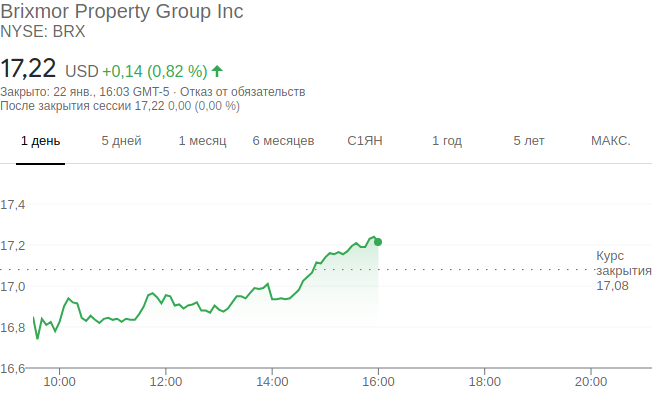 Brixmor Property Group Inc
NYSE: BRX
17,22 USD +0,14 (0,82 %)
Закрыто: 22 янв., 16:03 GMT-5 · Отказ от обязательств
После закрытия сессии 17,22 0,00 (0,00 %)
1 день 5 дней 1 месяц 6 месяцев С1ЯН 1 год 5 лет МАКС.
17,4
17,2
17,0
16,8
16,6
Курс
закрытия
17,08
10:00 12:00 14:00 16:00 18:00 20:00